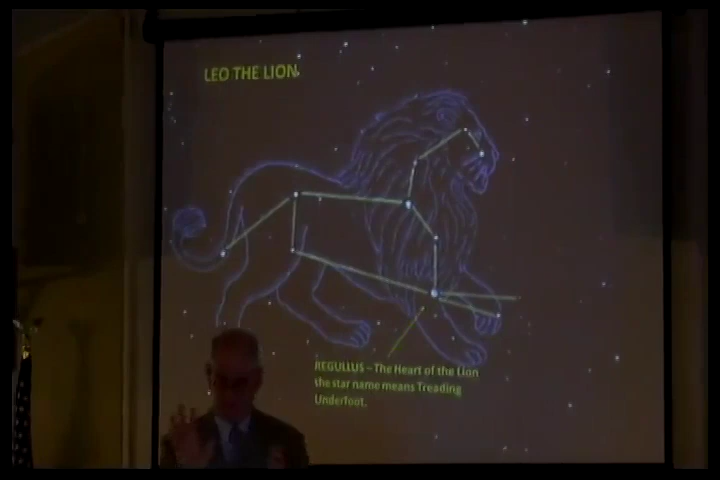 LEO THE LION
REGULLUS – The Heart of the Lion
the star name means Treading
Underfoot.